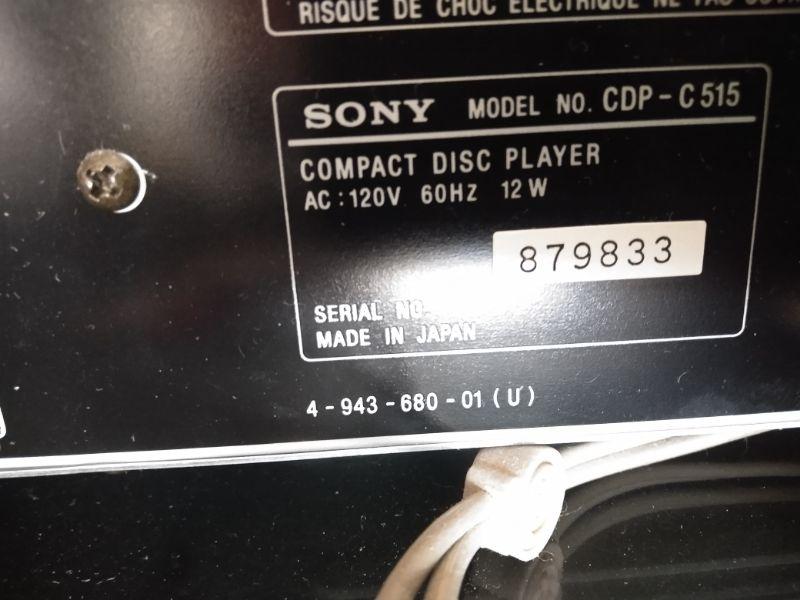 RISQUE DE CHOC ELECTRIQUE NE PAS
SONY MODEL NO. CDP-C515
COMPACT DISC PLAYER
AC:120V 60HZ 12W
879833
SERIAL NO.
MADE IN JAPAN
4-943-680-01(U)